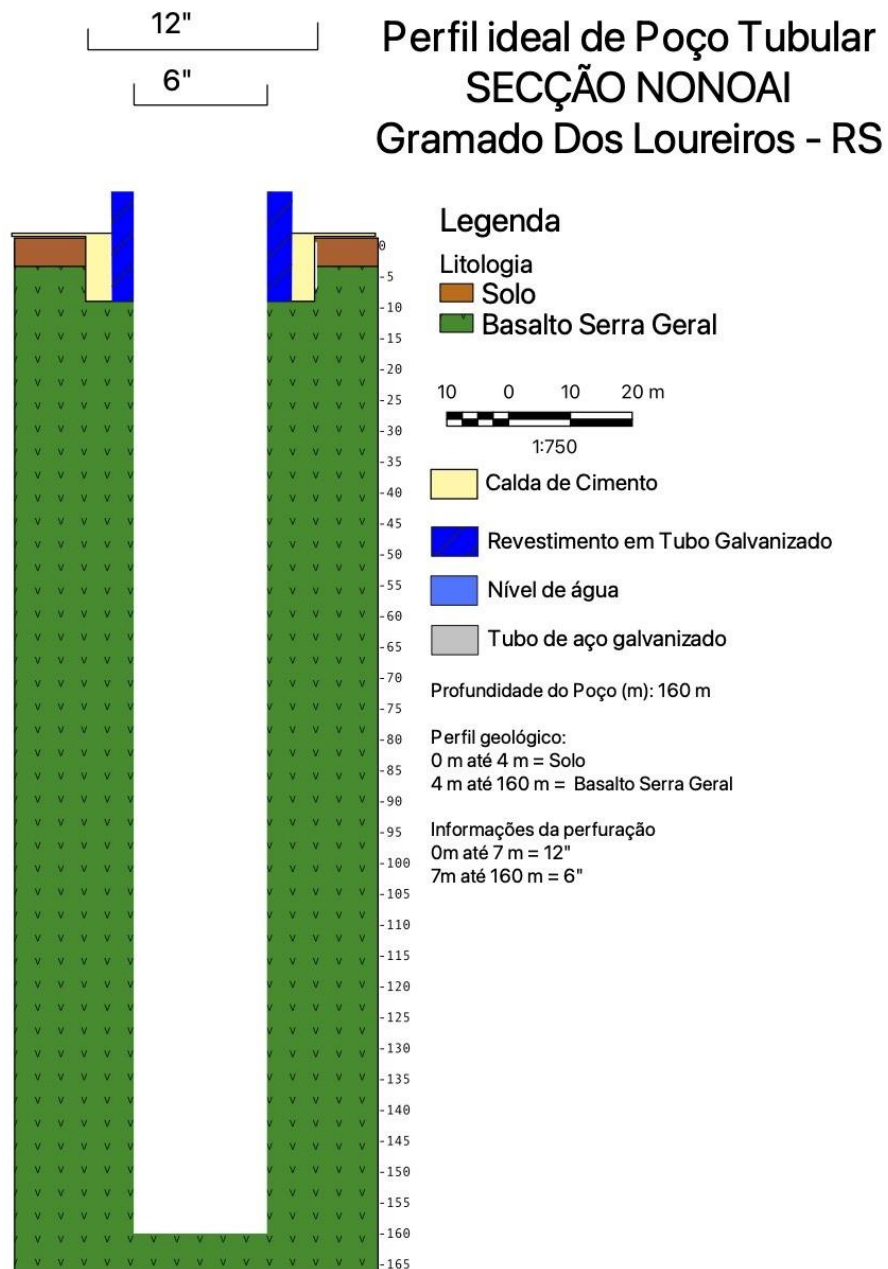 12"
6"
Perfil ideal de Poço Tubular
SECÇÃO NONOAI
Gramado Dos Loureiros - RS
Legenda
Litologia
Solo
Basalto Serra Geral
10 0 10 20 m
1:750
Calda de Cimento
Revestimento em Tubo Galvanizado
Nível de água
Tubo de aço galvanizado
Profundidade do Poço (m): 160 m
Perfil geológico:
0 m até 4 m = Solo
4 m até 160 m = Basalto Serra Geral
Informações da perfuração
0m até 7 m = 12"
7m até 160 m = 6"
0
-5
-10
-15
-20
-25
-30
-35
-40
-45
-50
-55
-60
-65
-70
-75
-80
-85
-90
-95
-100
-105
-110
-115
-120
-125
-130
-135
-140
-145
-150
-155
-160
-165